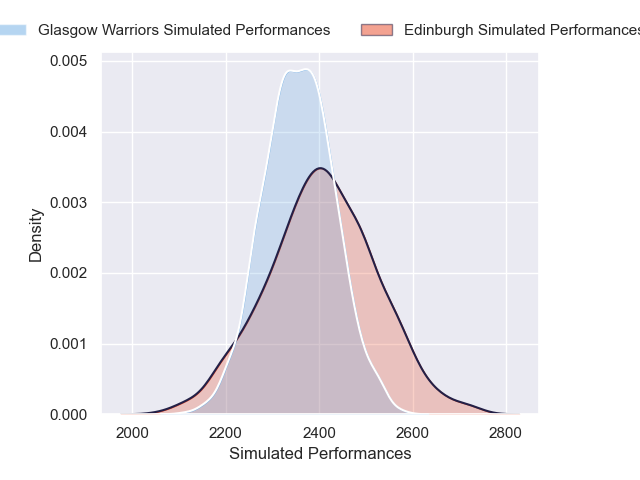 Glasgow Warriors Simulated Performances Edinburgh Simulated Performances
0.005
0.004
0.003
0.002
0.001
0.000
Density
2000 2200 2400 2600 2800
Simulated Performances